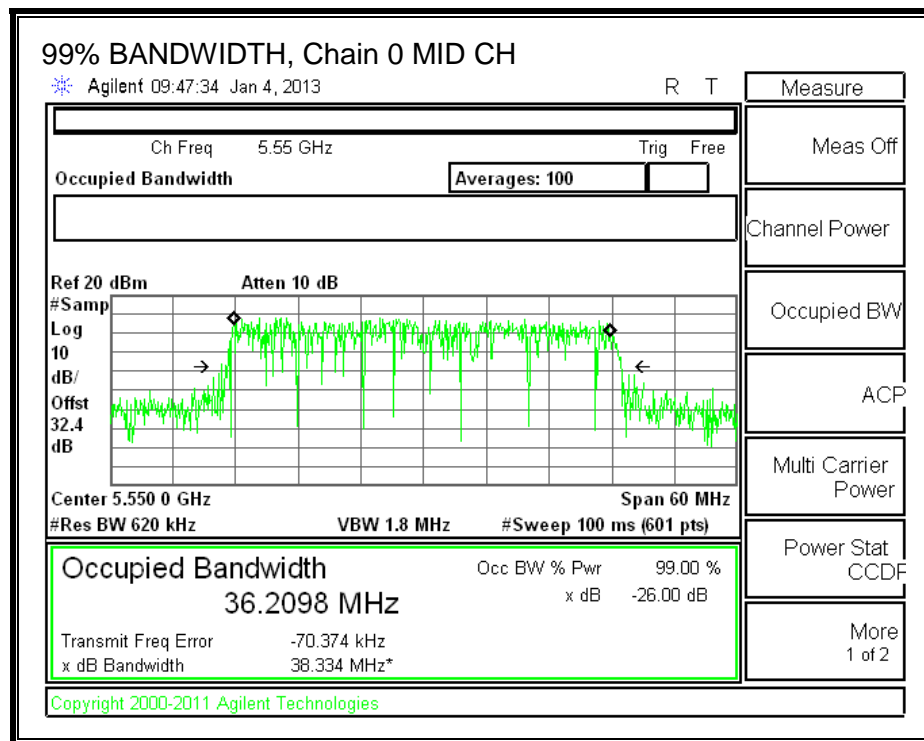 99% BANDWIDTH, Chain 0 MID CH
Agilent 09:47:34 Jan 4, 2013 R T
Measure
Ch Freq 5.55 GHz Trig Free
Occupied Bandwidth Averages: 100
Ref 20 dBm Atten 10 dB
#Samp
Log
10
dB/
Offst
32.4
dB
Center 5.550 0 GHz Span 60 MHz
#Res BW 620 kHz VBW 1.8 MHz #Sweep 100 ms (601 pts)
Occupied Bandwidth Occ BW % Pwr 99.00 %
36.2098 MHz x dB -26.00 dB
Transmit Freq Error -70.374 kHz
x dB Bandwidth 38.334 MHz*
Copyright 2000-2011 Agilent Technologies
Meas Off
Channel Power
Occupied BW
ACP
Multi Carrier
Power
Power Stat
CCDF
More
1 of 2